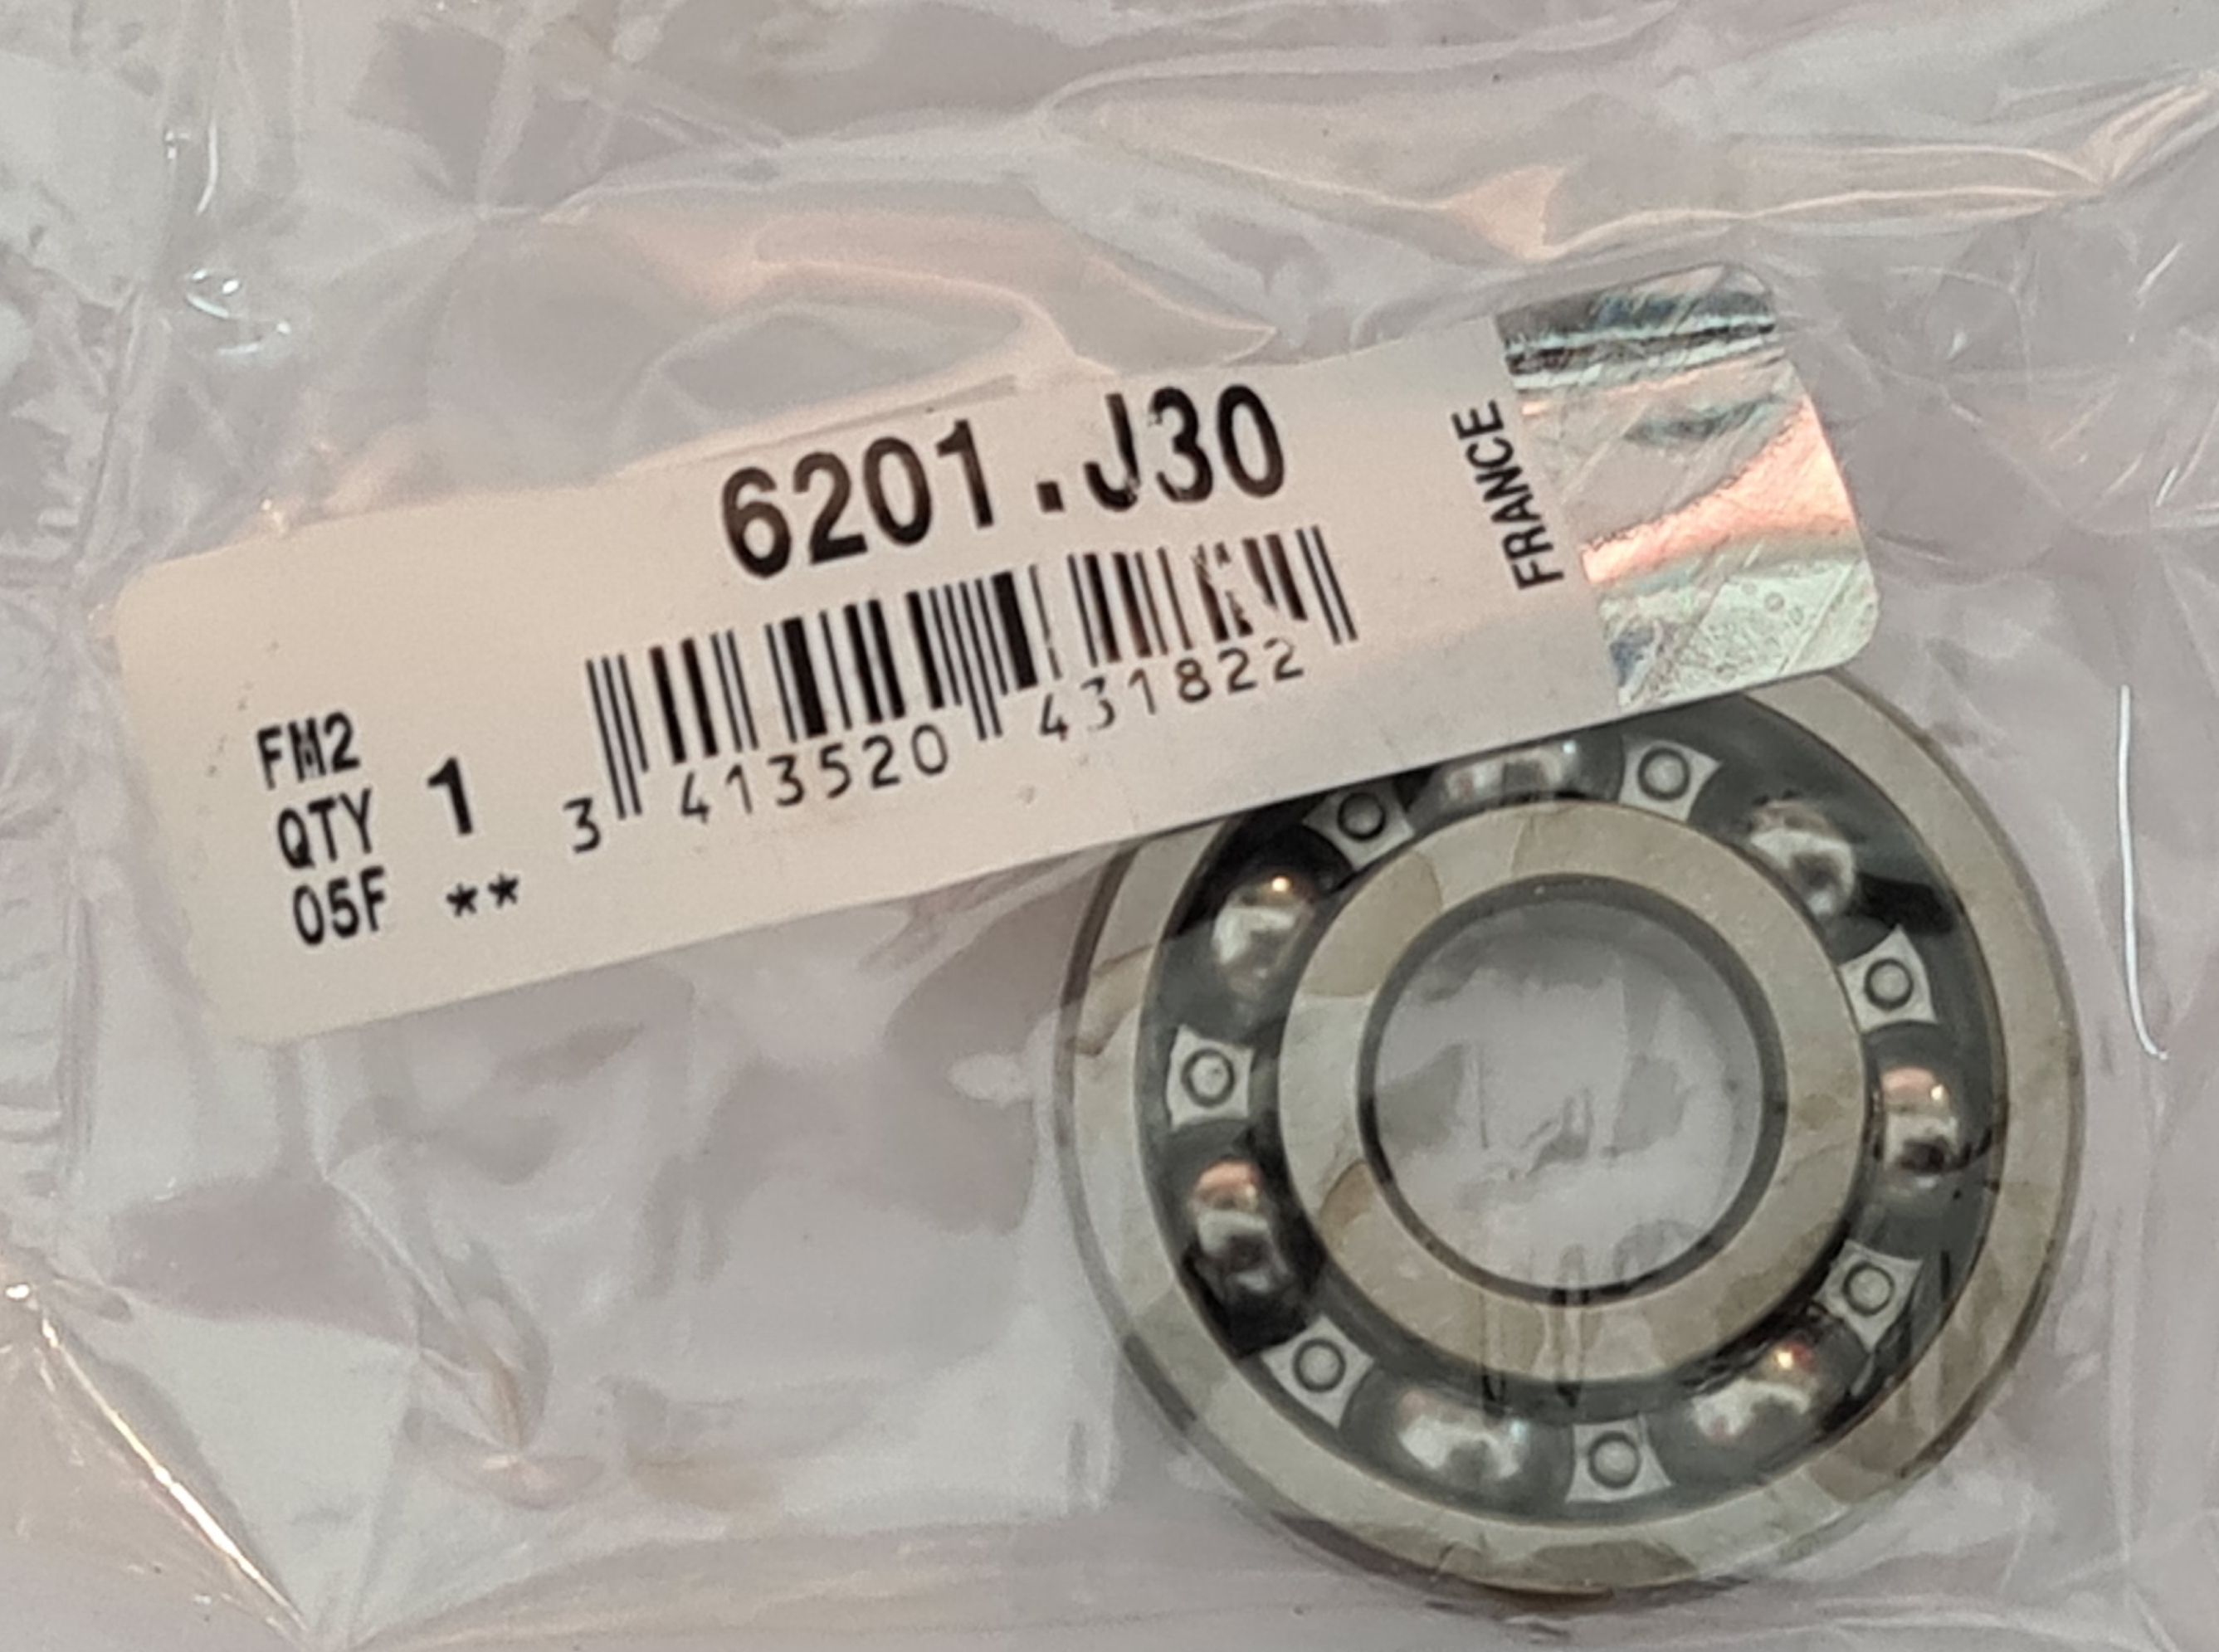 6201.J30
FRANCE
3 413520 431822
FM2
QTY 1
05F **